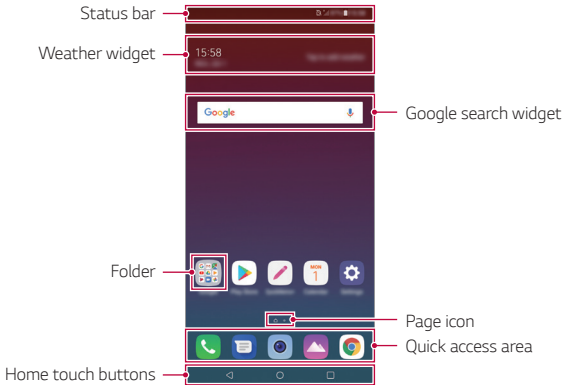 Status bar
Weather widget
15:58
Google
Google search widget
Folder
MON
1
Page icon
Quick access area
Home touch buttons